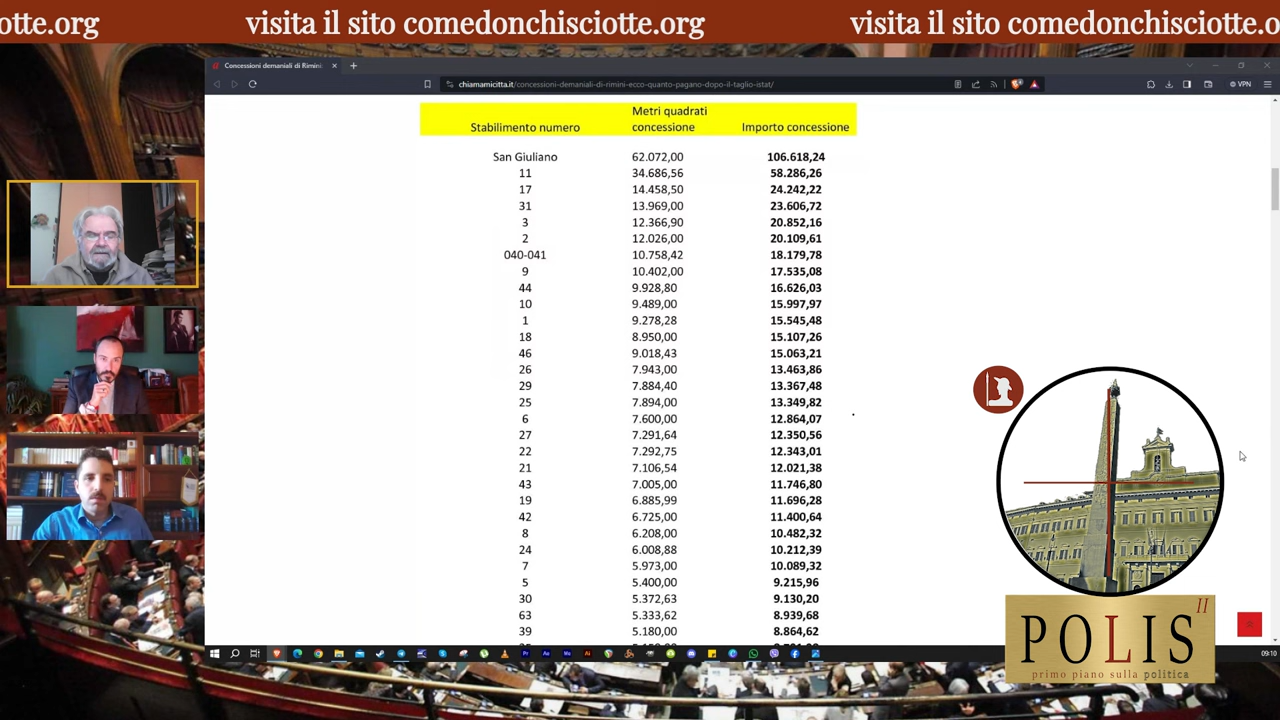 otte.org visita il sito comedonchisciotte.org visita il sito comedonchisciotte.o
Concessioni demaniali di Rimini
chiamamicitta.it/concessioni-demaniali-di-rimini-ecco-quanto-pagano-dopo-il-taglio-istat/
VPN
Metri quadrati
Stabilimento numero concessione Importo concessione
San Giuliano 62.072,00 106.618,24
11 34.686,56 58.286,26
17 14.458,50 24.242,22
31 13.969,00 23.606,72
3 12.366,90 20.852,16
2 12.026,00 20.109,61
040-041 10.758,42 18.179,78
9 10.402,00 17.535,08
44 9.928,80 16.626,03
10 9.489,00 15.997,97
1 9.278,28 15.545,48
18 8.950,00 15.107,26
46 9.018,43 15.063,21
26 7.943,00 13.463,86
29 7.884,40 13.367,48
25 7.894,00 13.349,82
6 7.600,00 12.864,07
27 7.291,64 12.350,56
22 7.292,75 12.343,01
21 7.106,54 12.021,38
43 7.005,00 11.746,80
19 6.885,99 11.696,28
42 6.725,00 11.400,64
8 6.208,00 10.482,32
24 6.008,88 10.212,39
7 5.973,00 10.089,32
5 5.400,00 9.215,96
30 5.372,63 9.130,20
63 5.333,62 8.939,68
39 5.180,00 8.864,62
09:10
POLIS II
primo piano sulla politica